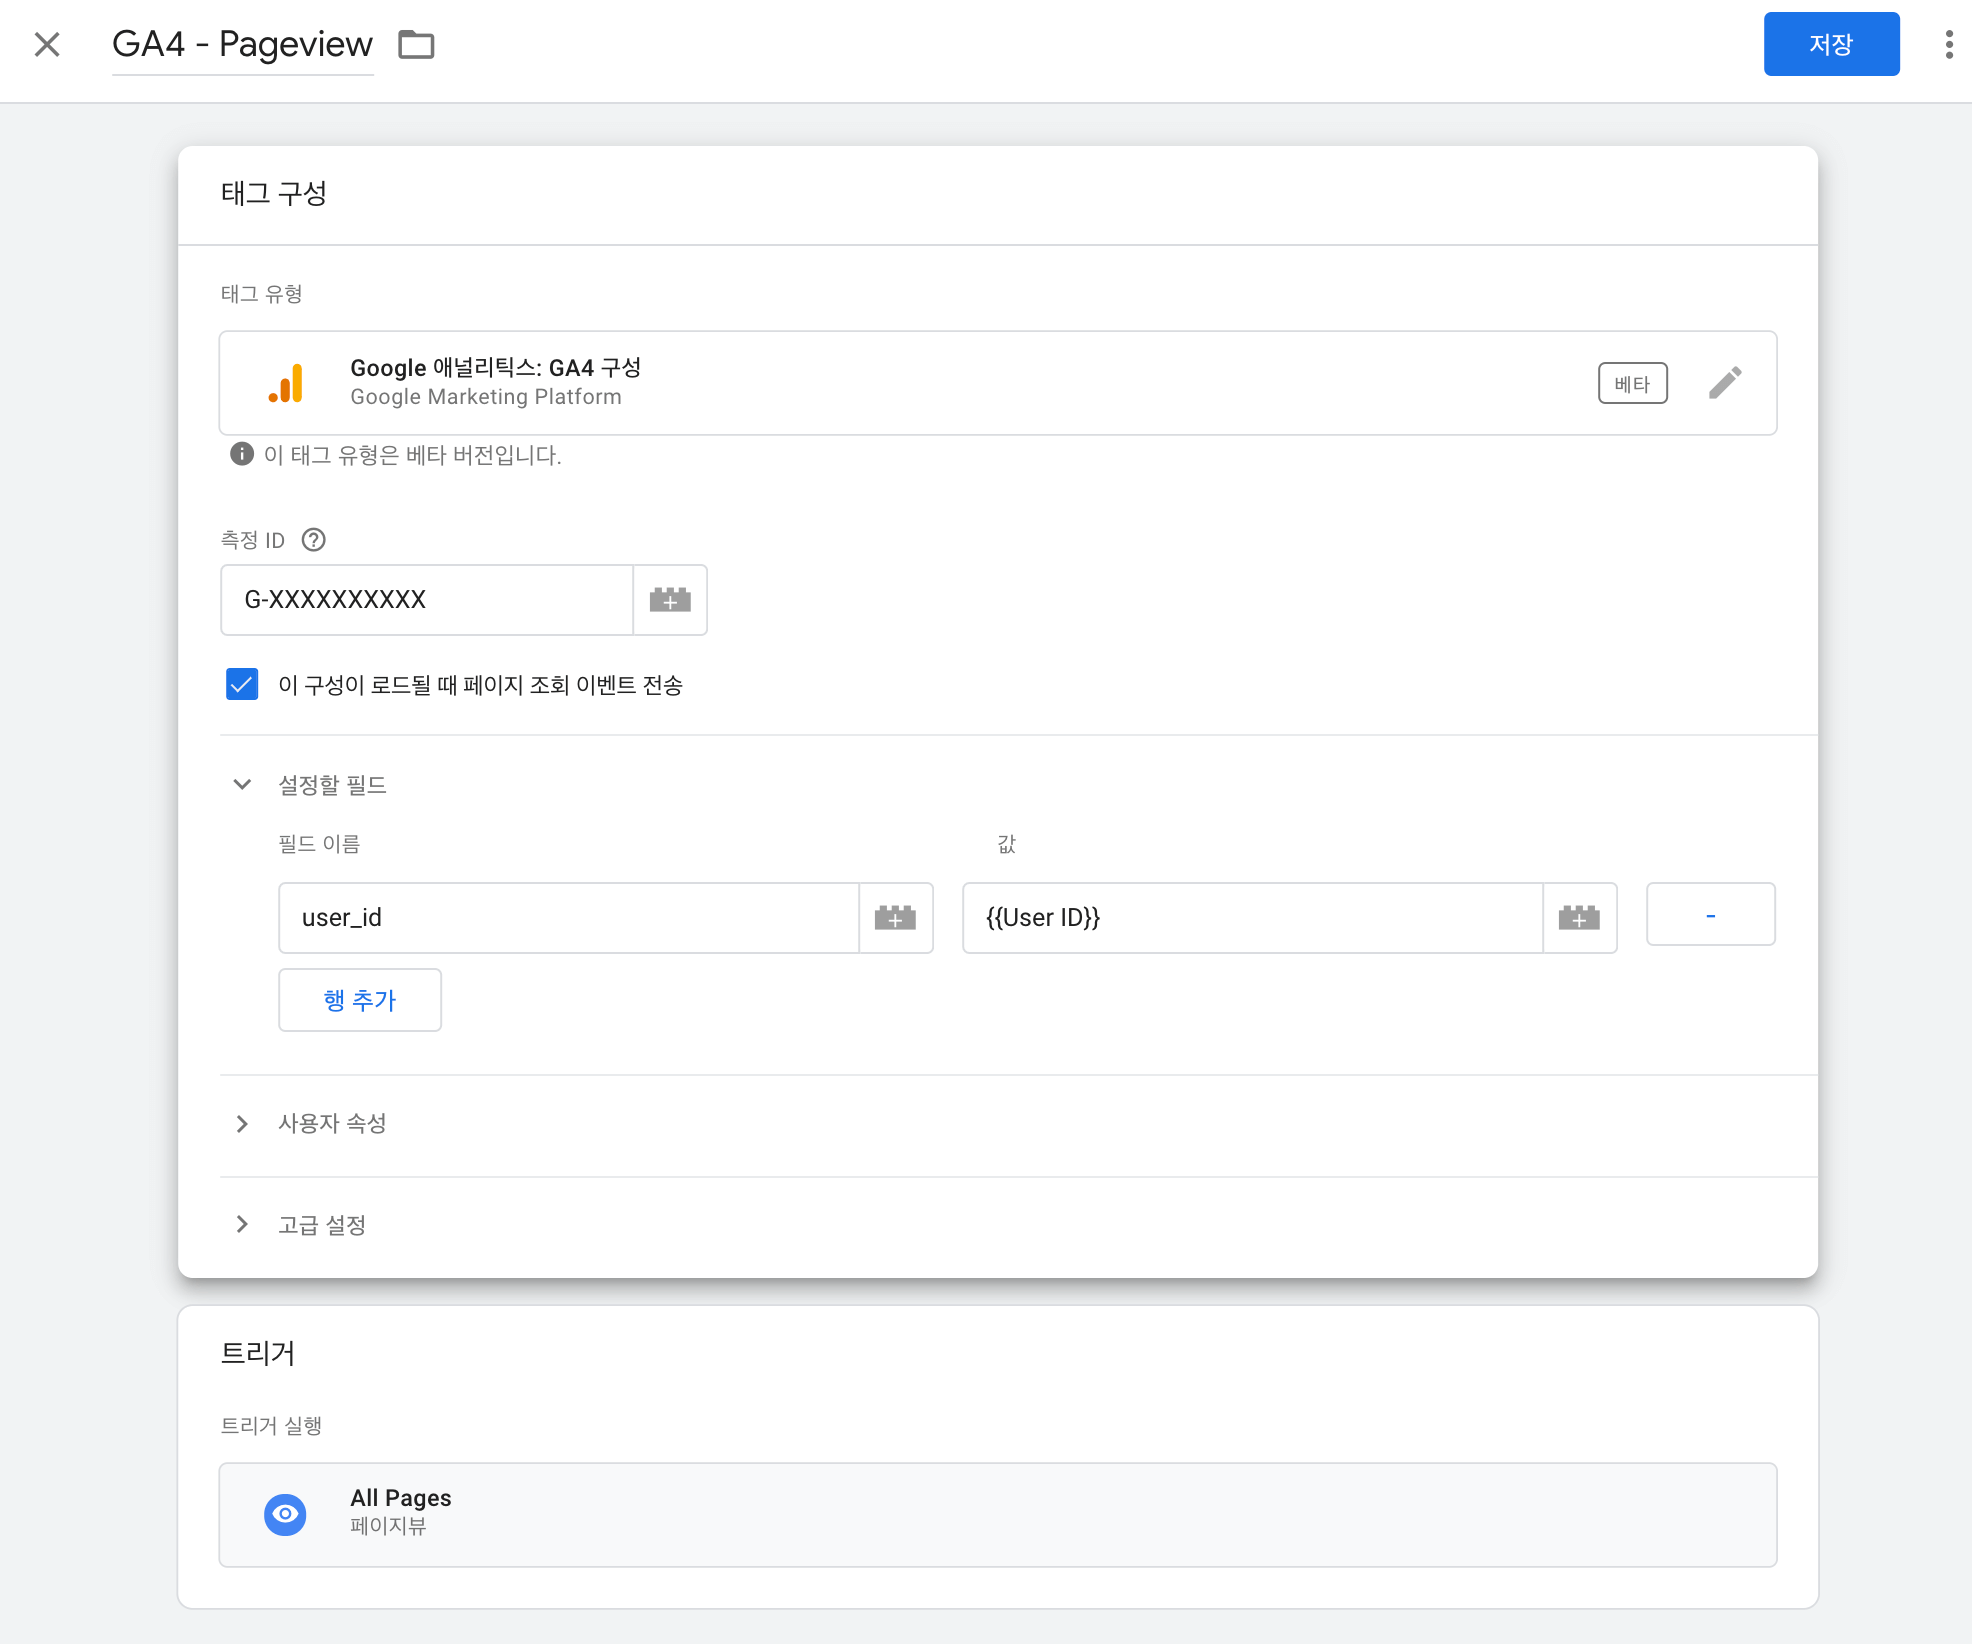 GA4 - Pageview
저장
태그 구성
태그 유형
Google 애널리틱스: GA4 구성
Google Marketing Platform
베타
이 태그 유형은 베타 버전입니다.
측정 ID
G-XXXXXXXXXX
이 구성이 로드될 때 페이지 조회 이벤트 전송
설정할 필드
필드 이름
값
user_id
{{User ID}}
-
행 추가
사용자 속성
고급 설정
트리거
트리거 실행
All Pages
페이지뷰